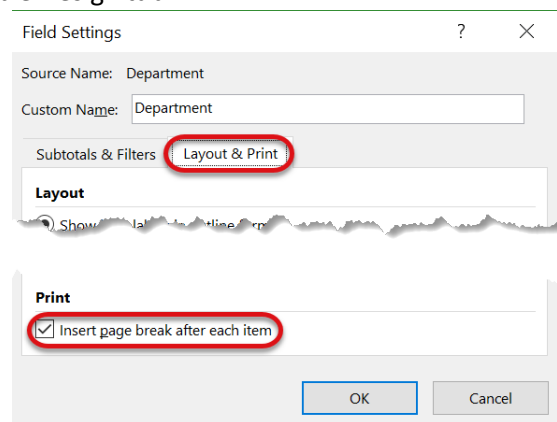 Field Settings ?
Source Name: Department
Custom Name: Department
Subtotals & Filters Layout & Print
Layout
Print
Insert page break after each item
OK Cancel